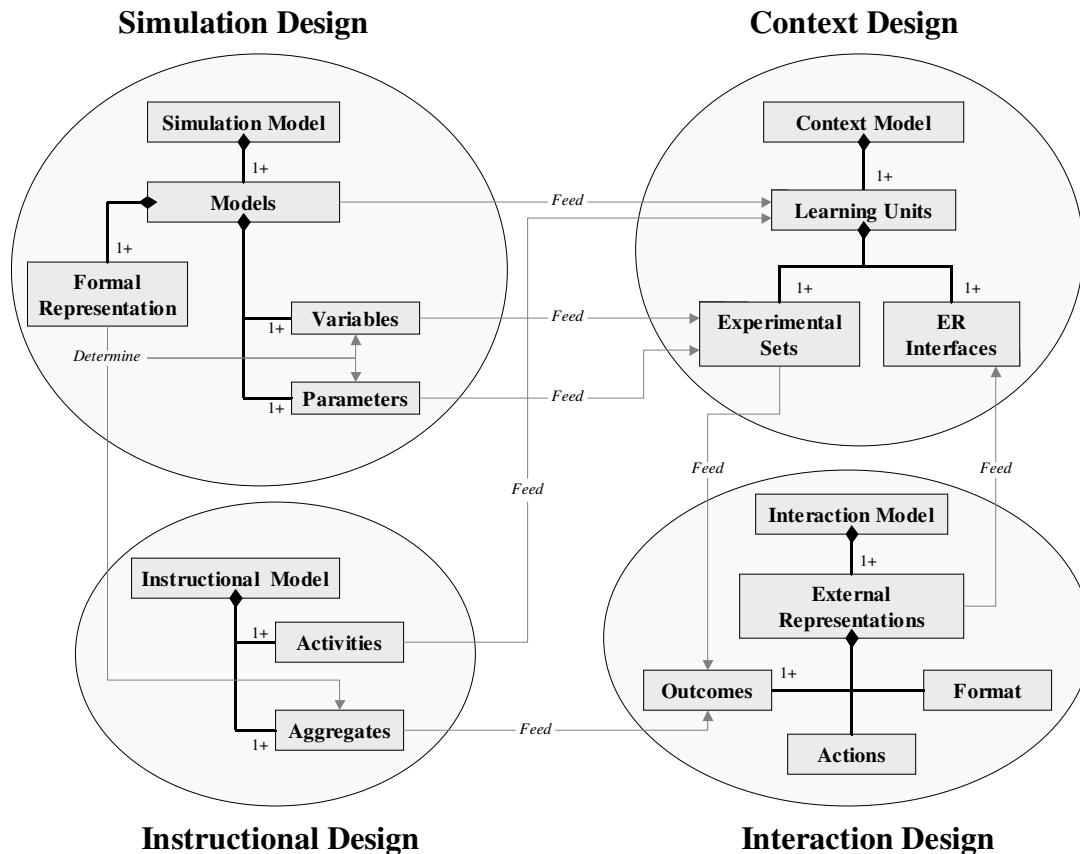 Simulation Design
Context Design
Simulation Model
1+
Models
Feed
1+
Formal
Representation
1+
Variables
Feed
Determine
1+
Parameters
Feed
Context Model
1+
Learning Units
1+
1+
Experimental
Sets
ER
Interfaces
Feed
Feed
Feed
Instructional Model
1+
Activities
1+
Aggregates
Feed
Interaction Model
1+
External
Representations
1+
Outcomes
Format
Actions
Instructional Design
Interaction Design